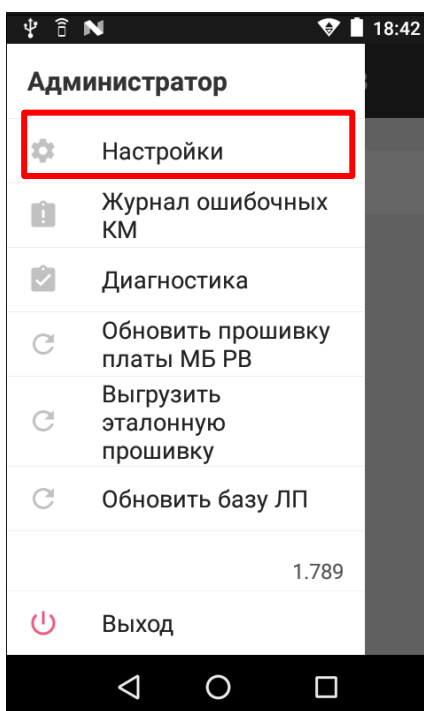 18:42
Администратор
Настройки
Журнал ошибочных
КМ
Диагностика
Обновить прошивку
платы МБ РВ
Выгрузить
эталонную
прошивку
Обновить базу ЛП
1.789
Выход